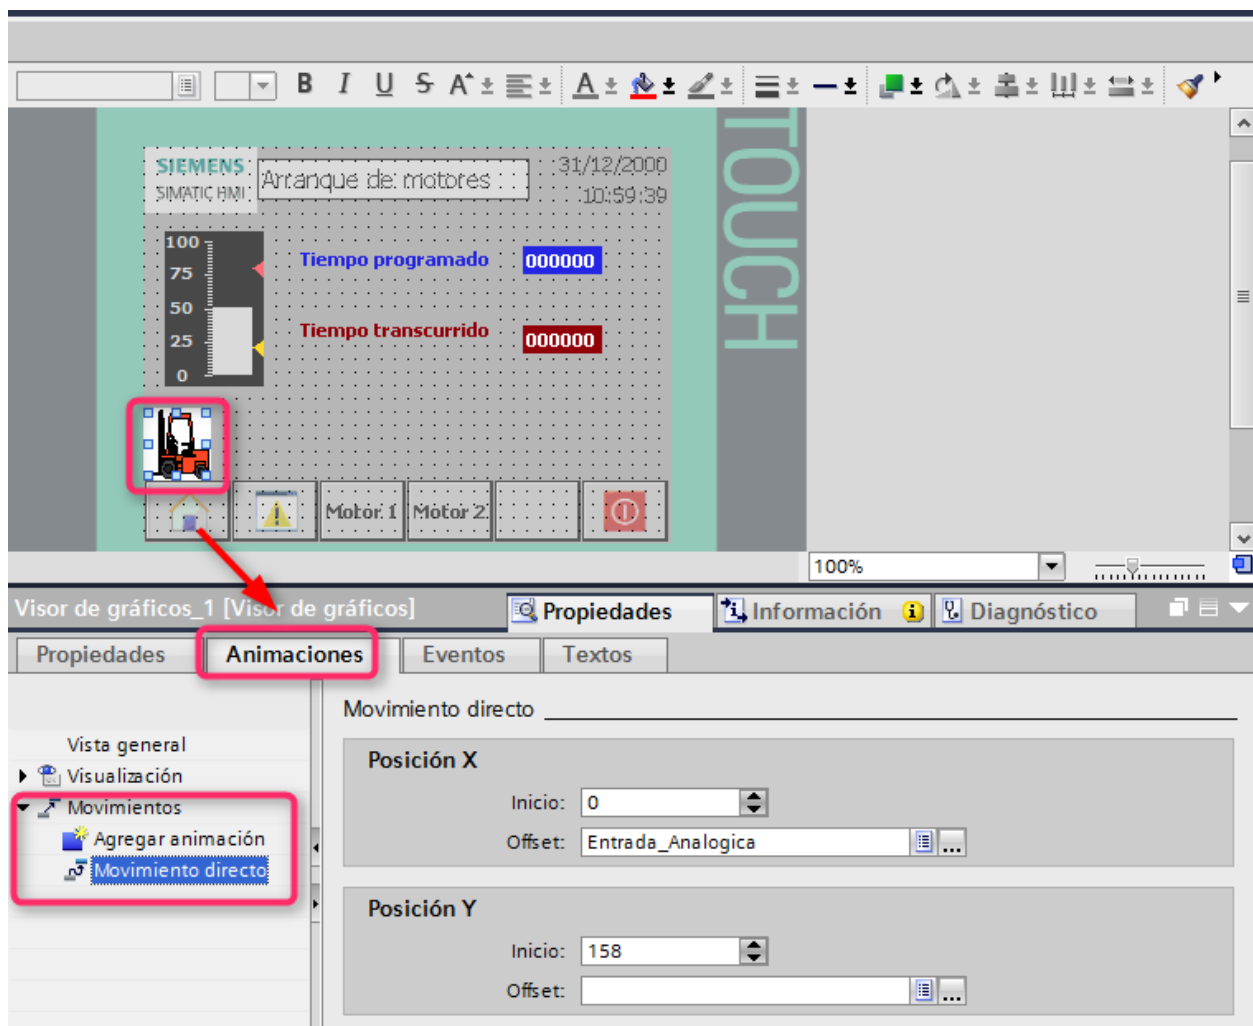 B I U S A A
TOUCH
SIEMENS
SIMATIC HMI
Arranque de motores
31/12/2000
10:59:39
100
75
50
25
0
Tiempo programado 000000
Tiempo transcurrido 000000
Motor 1 Motor 2
100%
Visor de gráficos_1 [Visor de gráficos]
Propiedades Información Diagnóstico
Propiedades Animaciones Eventos Textos
Vista general
Visualización
Movimientos
Agregar animación
Movimiento directo
Movimiento directo
Posición X
Inicio: 0
Offset: Entrada_Analogica
Posición Y
Inicio: 158
Offset: